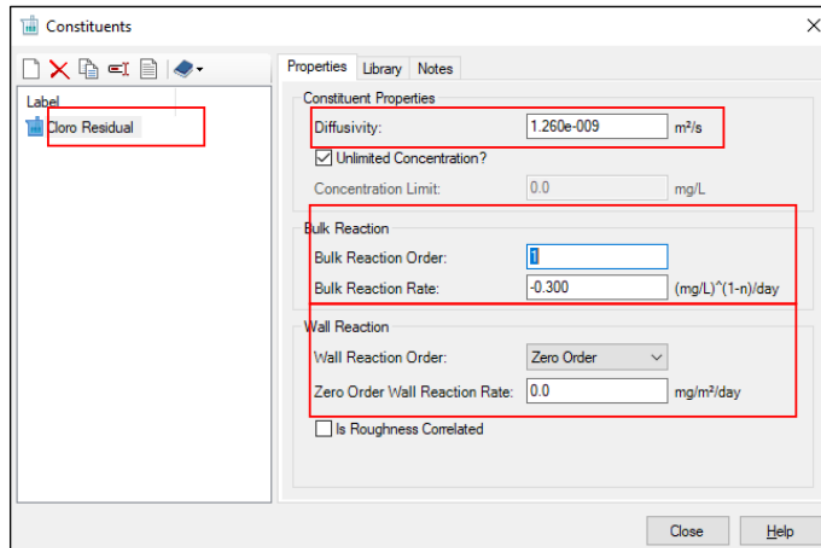 Constituents
Properties Library Notes
Label
Cloro Residual
Constituent Properties
Diffusivity: 1.260e-009 m²/s
Unlimited Concentration?
Concentration Limit: 0.0 mg/L
Bulk Reaction
Bulk Reaction Order: 1
Bulk Reaction Rate: -0.300 (mg/L)^(1-n)/day
Wall Reaction
Wall Reaction Order: Zero Order
Zero Order Wall Reaction Rate: 0.0 mg/m²/day
Is Roughness Correlated
Close Help